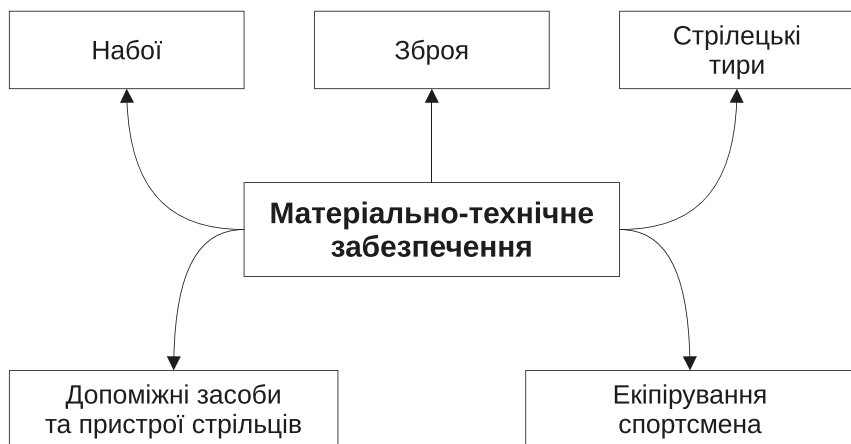 Набої
Зброя
Стрілецькі
тири
Матеріально-технічне
забезпечення
Допоміжні засоби
та пристрої стрільців
Екіпірування
спортсмена